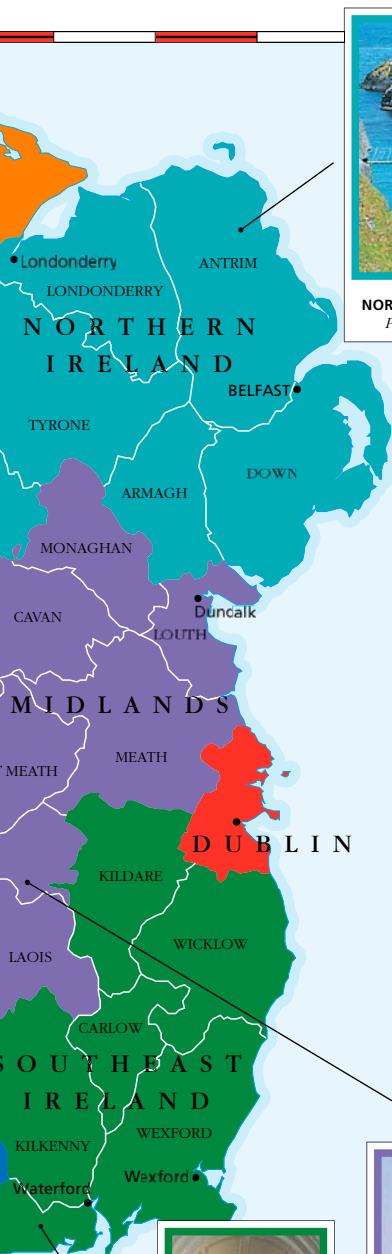 Londonderry
ANTRIM
LONDONDERRY
NORTHERN
IRELAND
NOR
P
BELFAST
TYRONE
DOWN
ARMAGH
MONAGHAN
CAVAN
Dundalk
LOUTH
MIDLANDS
MEATH
T MEATH
DUBLIN
KILDARE
WICKLOW
LAOIS
CARLOW
SOUTHEAST
IRELAND
WEXFORD
KILKENNY
Wexford
Waterford